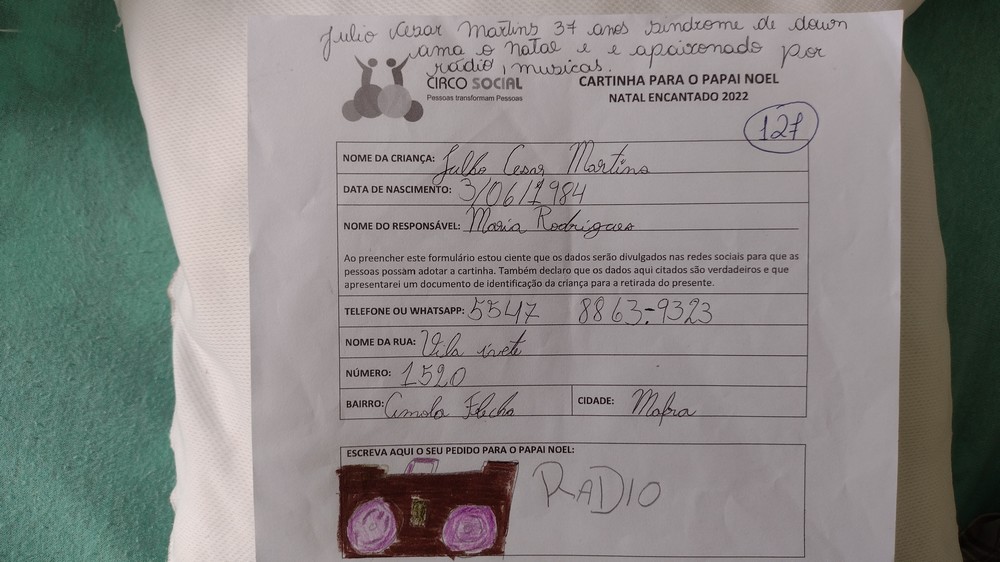 Julio Cesar Martins 37 anos sindrome de down
ama o natal e e apaixonado por
rádio, musicas.
CIRCO SOCIAL
Pessoas transformam Pessoas
CARTINHA PARA O PAPAI NOEL
NATAL ENCANTADO 2022
127
NOME DA CRIANÇA: Julho Cesar Martins
DATA DE NASCIMENTO: 3/06/1984
NOME DO RESPONSÁVEL: Maria Rodrigues
Ao preencher este formulário estou ciente que os dados serão divulgados nas redes sociais para que as
pessoas possam adotar a cartinha. Também declaro que os dados aqui citados são verdadeiros e que
apresentarei um documento de identificação da criança para a retirada do presente.
TELEFONE OU WHATSAPP: 5547 8863-9323
NOME DA RUA: Vila ivete
NÚMERO: 1520
BAIRRO: CIDADE: Mafra
ESCREVA AQUI O SEU PEDIDO PARA O PAPAI NOEL:
RADIO